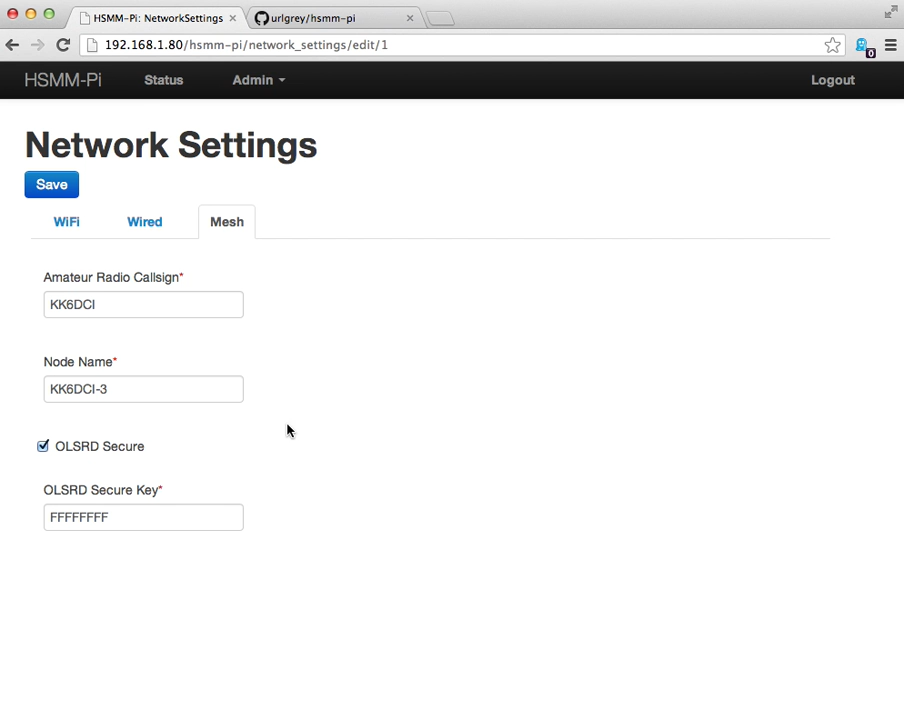 HSMM-Pi: NetworkSettings
urlgrey/hsmm-pi
192.168.1.80/hsmm-pi/network_settings/edit/1
0
HSMM-Pi Status Admin Logout
Network Settings
Save
WiFi Wired Mesh
Amateur Radio Callsign*
KK6DCI
Node Name*
KK6DCI-3
OLSRD Secure
OLSRD Secure Key*
FFFFFFFF